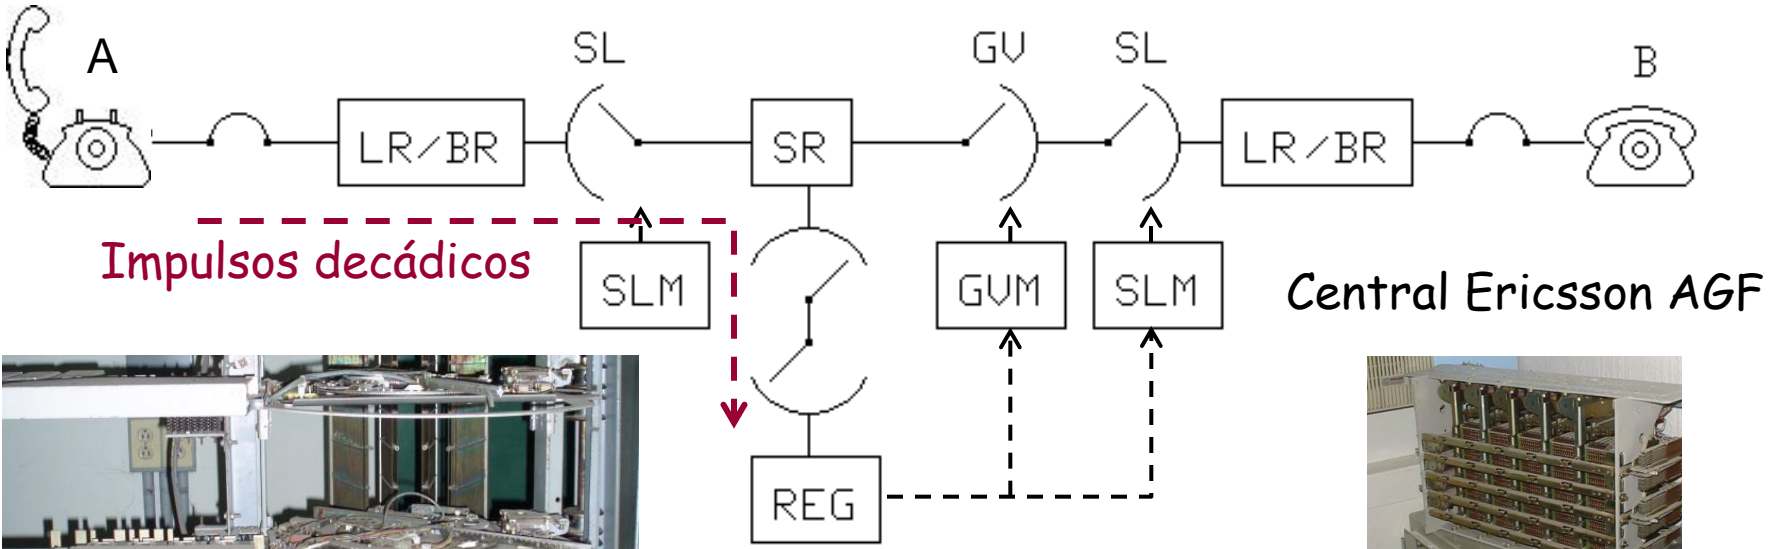 A
SL
GV
SL
B
LR/BR
SR
LR/BR
Impulsos decádicos
SLM
GVM
SLM
Central Ericsson AGF
REG